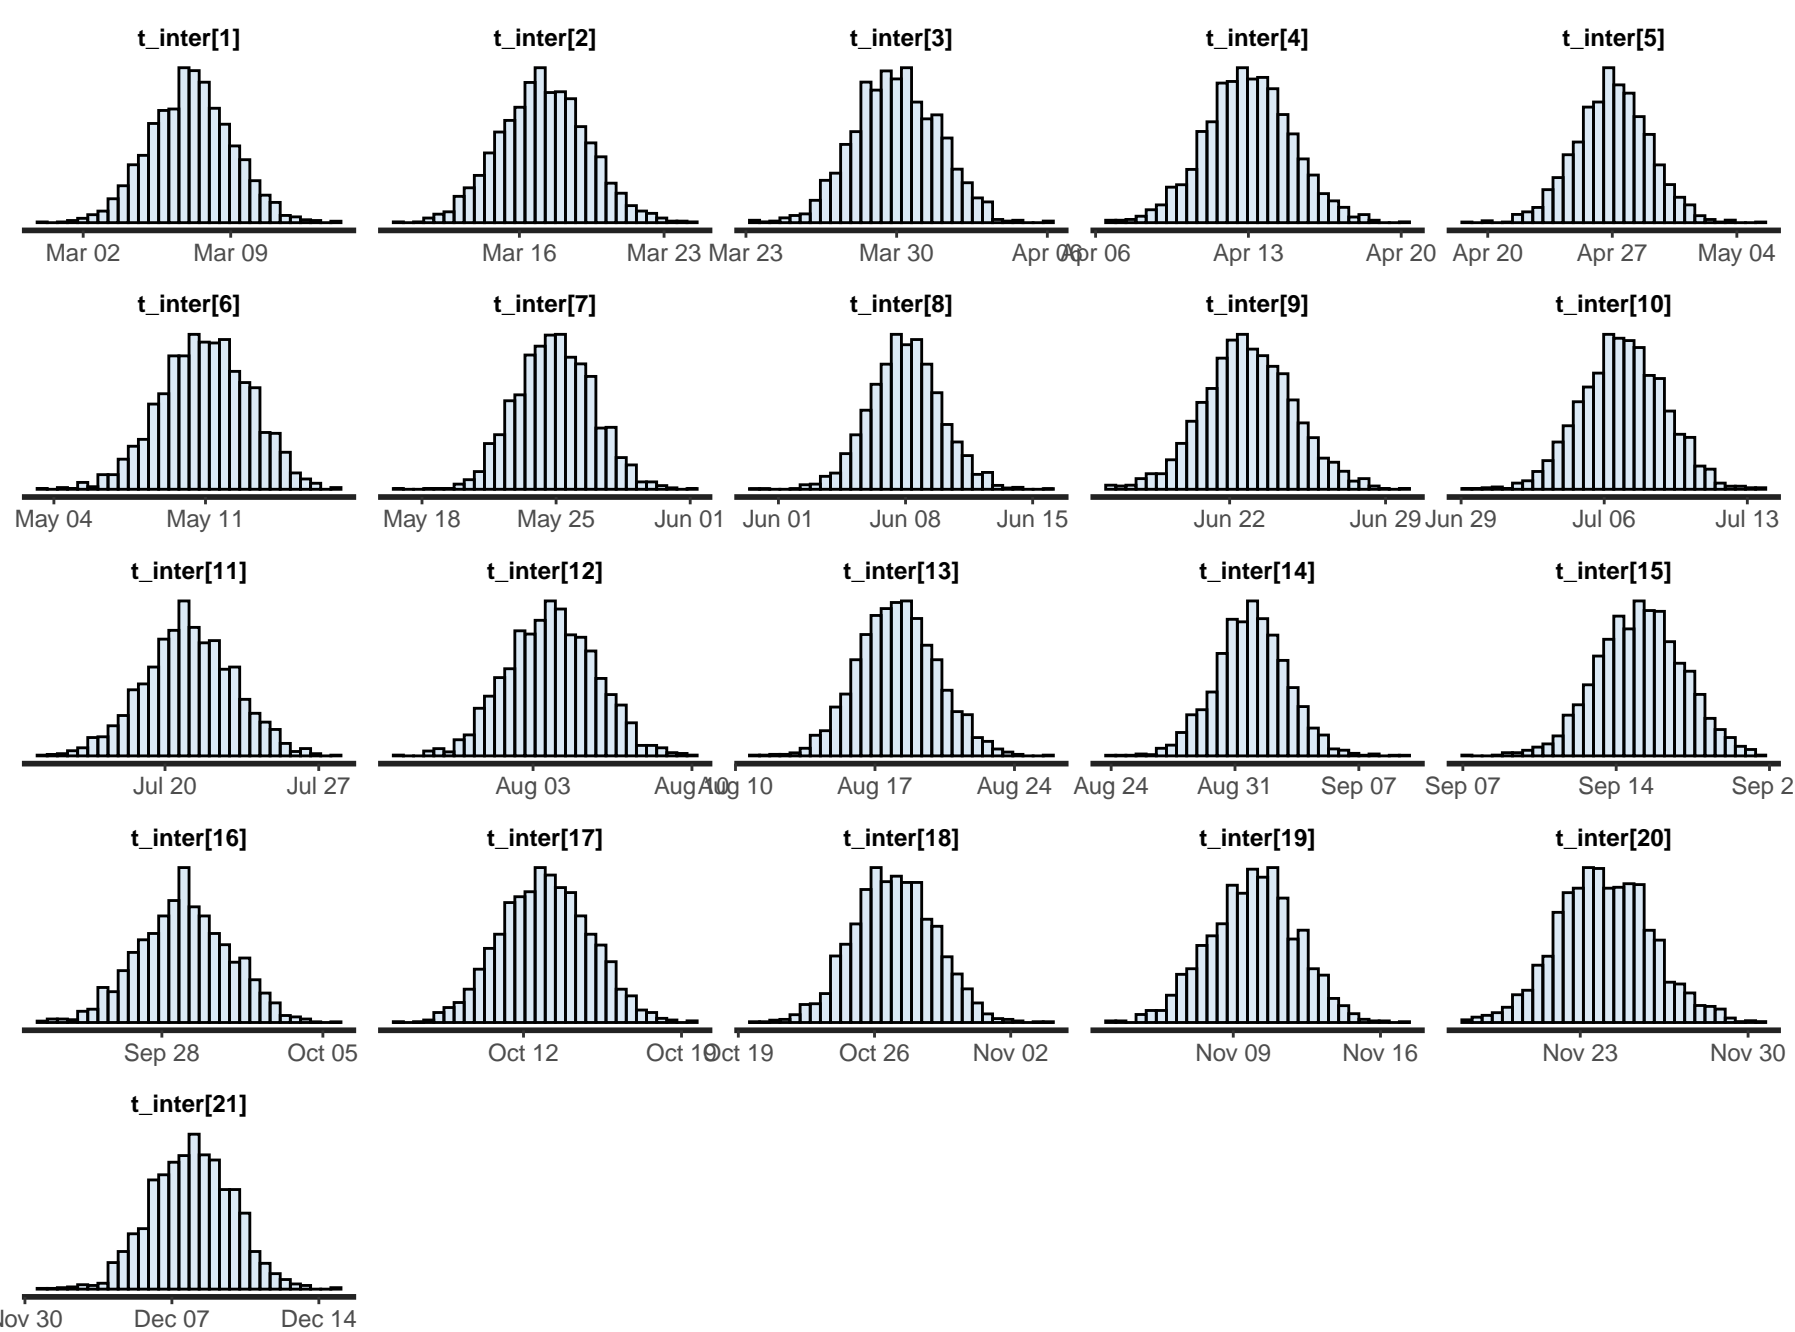 t_inter[1] t_inter[2] t_inter[3] t_inter[4] t_inter[5]
Mar 02 Mar 09 Mar 16 Mar 23 Mar 23 Mar 30 Apr 06 Apr 06 Apr 13 Apr 20 Apr 20 Apr 27 May 04
t_inter[6] t_inter[7] t_inter[8] t_inter[9] t_inter[10]
May 04 May 11 May 18 May 25 Jun 01 Jun 01 Jun 08 Jun 15 Jun 22 Jun 29 Jun 29 Jul 06 Jul 13
t_inter[11] t_inter[12] t_inter[13] t_inter[14] t_inter[15]
Jul 20 Jul 27 Aug 03 Aug 10 Aug 10 Aug 17 Aug 24 Aug 24 Aug 31 Sep 07 Sep 07 Sep 14 Sep 2
t_inter[16] t_inter[17] t_inter[18] t_inter[19] t_inter[20]
Sep 28 Oct 05 Oct 12 Oct 19 Oct 19 Oct 26 Nov 02 Nov 09 Nov 16 Nov 23 Nov 30
t_inter[21]
Nov 30 Dec 07 Dec 14